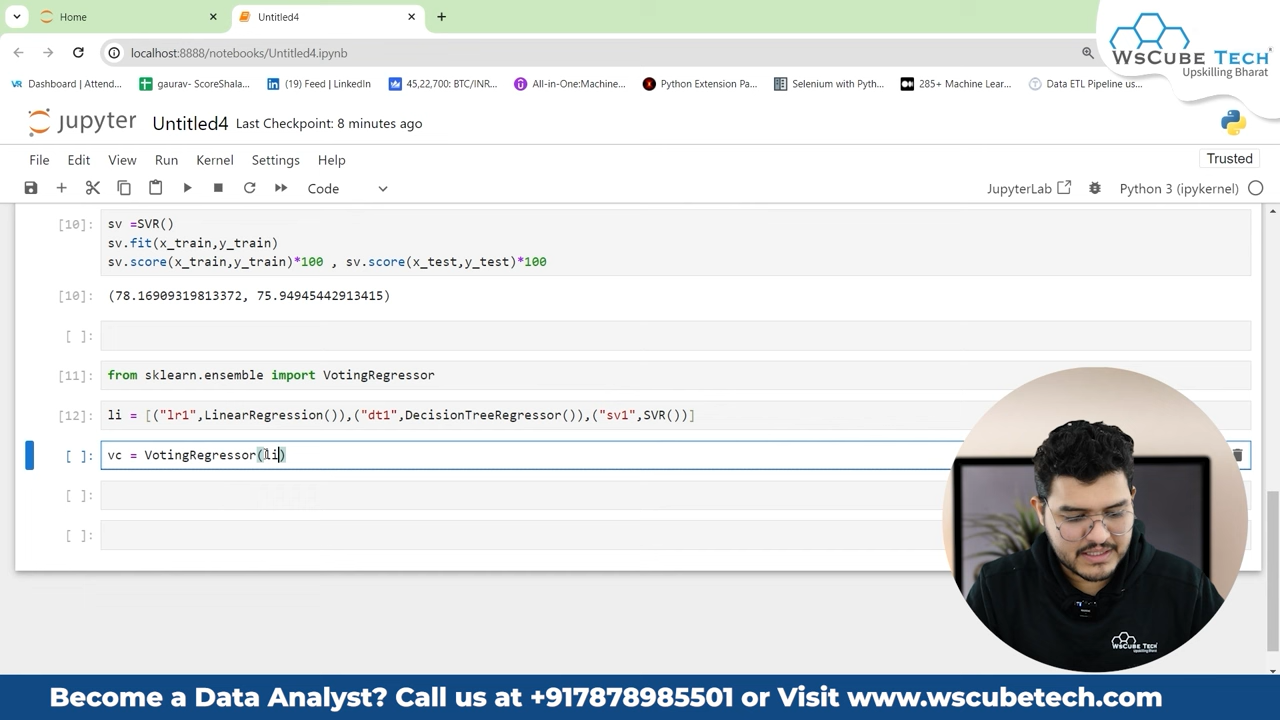 Home
Untitled4
localhost:8888/notebooks/Untitled4.ipynb
WsCUBE TECH
Upskilling Bharat
VR Dashboard | Attend...
gaurav- ScoreShala...
(19) Feed | LinkedIn
45,22,700: BTC/INR...
All-in-One:Machine...
Python Extension Pa...
Selenium with Pyth...
285+ Machine Lear...
Data ETL Pipeline us...
jupyter Untitled4 Last Checkpoint: 8 minutes ago
File Edit View Run Kernel Settings Help
Trusted
Code
JupyterLab
Python 3 (ipykernel)
[10]: sv =SVR()
sv.fit(x_train,y_train)
sv.score(x_train,y_train)*100 , sv.score(x_test,y_test)*100
[10]: (78.16909319813372, 75.94945442913415)
[ ]:
[11]: from sklearn.ensemble import VotingRegressor
[12]: li = [("lr1",LinearRegression()),("dt1",DecisionTreeRegressor()),("sv1",SVR())]
[ ]: vc = VotingRegressor(li)
[ ]:
[ ]:
Become a Data Analyst? Call us at +917878985501 or Visit www.wscubetech.com